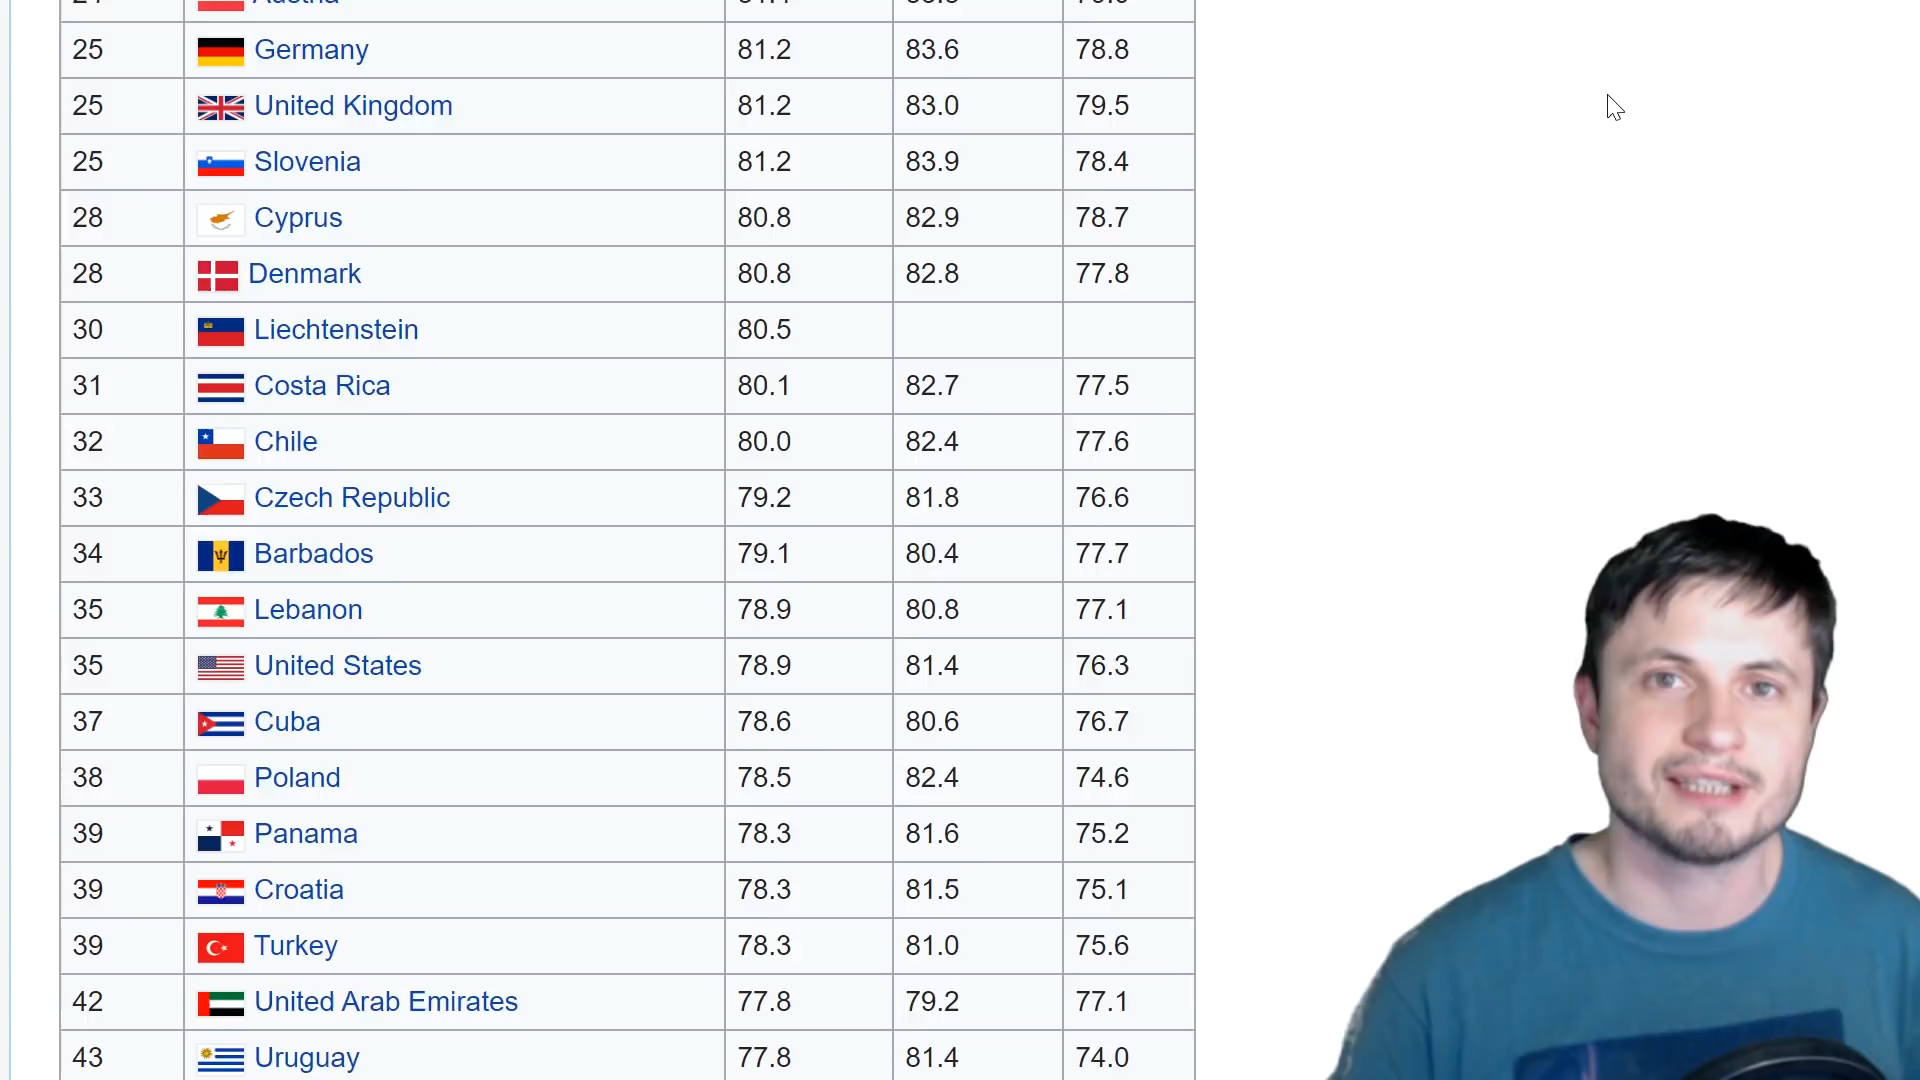 25 Germany 81.2 83.6 78.8
25 United Kingdom 81.2 83.0 79.5
25 Slovenia 81.2 83.9 78.4
28 Cyprus 80.8 82.9 78.7
28 Denmark 80.8 82.8 77.8
30 Liechtenstein 80.5
31 Costa Rica 80.1 82.7 77.5
32 Chile 80.0 82.4 77.6
33 Czech Republic 79.2 81.8 76.6
34 Barbados 79.1 80.4 77.7
35 Lebanon 78.9 80.8 77.1
35 United States 78.9 81.4 76.3
37 Cuba 78.6 80.6 76.7
38 Poland 78.5 82.4 74.6
39 Panama 78.3 81.6 75.2
39 Croatia 78.3 81.5 75.1
39 Turkey 78.3 81.0 75.6
42 United Arab Emirates 77.8 79.2 77.1
43 Uruguay 77.8 81.4 74.0